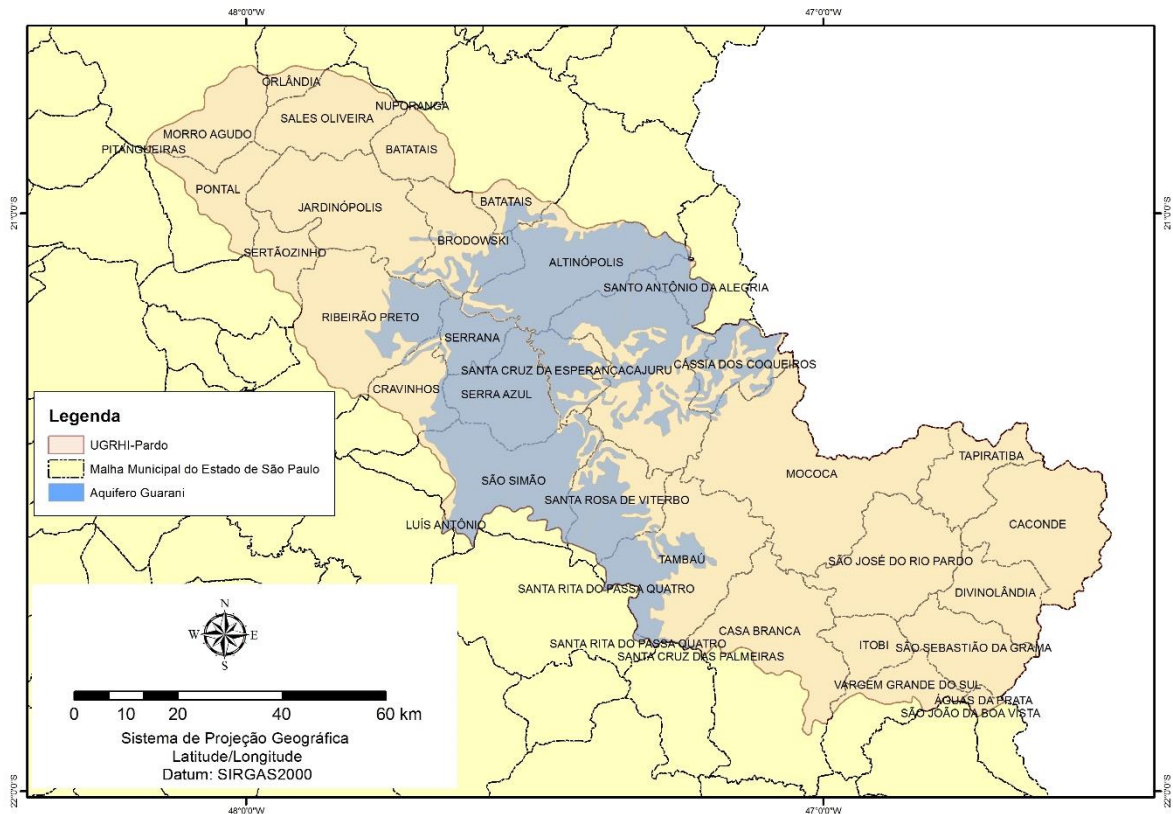 48°0'0"W
47°0'0"W
ORLÂNDIA
NUPORANGA
SALES OLIVEIRA
MORRO AGUDO
PITANGUEIRAS
BATATAIS
PONTAL
BATATAIS
21°0'0"S
21°0'0"S
JARDINÓPOLIS
BRODOWSKI
SERTÃOZINHO
ALTINÓPOLIS
SANTO ANTÔNIO DA ALEGRIA
RIBEIRÃO PRETO
SERRANA
CÁSSIA DOS COQUEIROS
SANTA CRUZ DA ESPERANÇA
CAJURU
CRAVINHOS
SERRA AZUL
Legenda
UGRHI-Pardo
Malha Municipal do Estado de São Paulo
Aquifero Guarani
TAPIRATIBA
MOCOCA
SÃO SIMÃO
SANTA ROSA DE VITERBO
LUÍS ANTÔNIO
CACONDE
TAMBAÚ
SÃO JOSÉ DO RIO PARDO
SANTA RITA DO PASSA QUATRO
DIVINOLÂNDIA
CASA BRANCA
SANTA RITA DO PASSA QUATRO
ITOBI
SÃO SEBASTIÃO DA GRAMA
SANTA CRUZ DAS PALMEIRAS
VARGEM GRANDE DO SUL
ÁGUAS DA PRATA
SÃO JOÃO DA BOA VISTA
N
W E
S
0 10 20 40 60 km
Sistema de Projeção Geográfica
Latitude/Longitude
Datum: SIRGAS2000
22°0'0"S
22°0'0"S
48°0'0"W
47°0'0"W